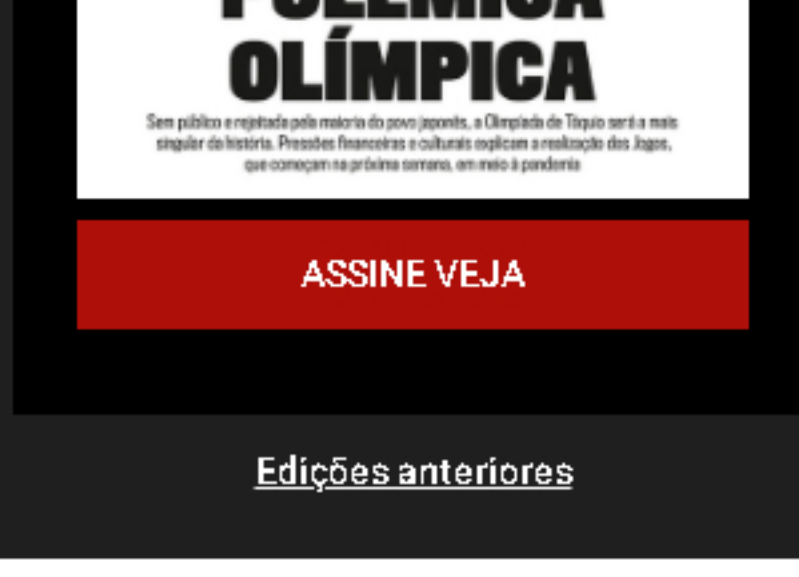 POLÊMICA
OLÍMPICA
Sem público e rejeitada pela maioria do povo japonês, a Olimpíada de Tóquio será a mais
singular da história. Pressões financeiras e culturais explicam a realização dos Jogos,
que começam na próxima semana, em meio à pandemia
ASSINE VEJA
Edições anteriores